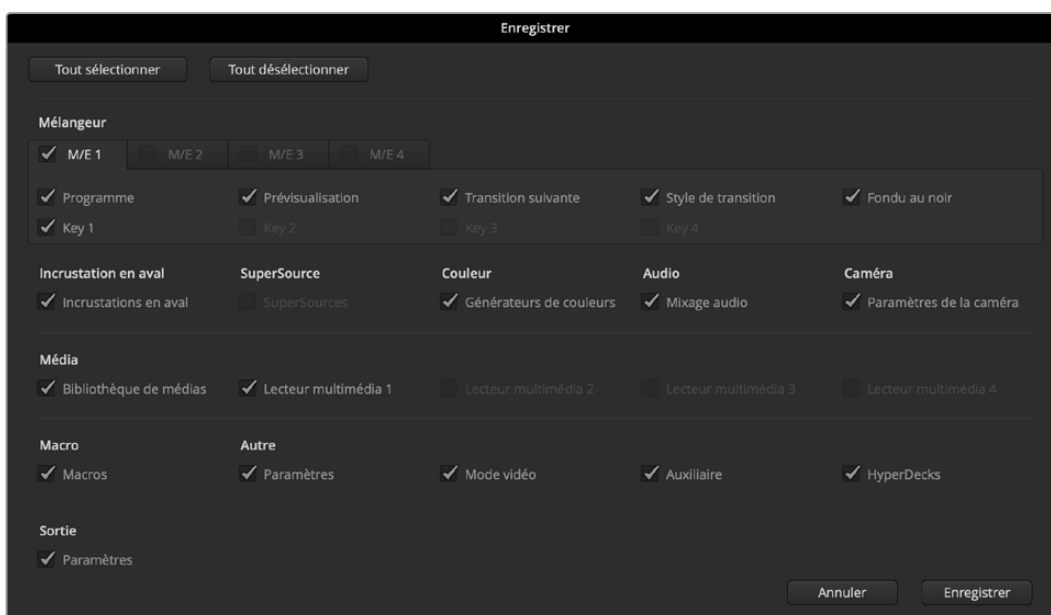 Enregistrer
Tout sélectionner Tout désélectionner
Mélangeur
M/E 1 M/E 2 M/E 3 M/E 4
Programme Prévisualisation Transition suivante Style de transition Fondu au noir
Key 1 Key 2 Key 3 Key 4
Incrustation en aval SuperSource Couleur Audio Caméra
Incrustations en aval SuperSources Générateurs de couleurs Mixage audio Paramètres de la caméra
Média
Bibliothèque de médias Lecteur multimédia 1 Lecteur multimédia 2 Lecteur multimédia 3 Lecteur multimédia 4
Macro Autre
Macros Paramètres Mode vidéo Auxiliaire HyperDecks
Sortie
Paramètres
Annuler Enregistrer